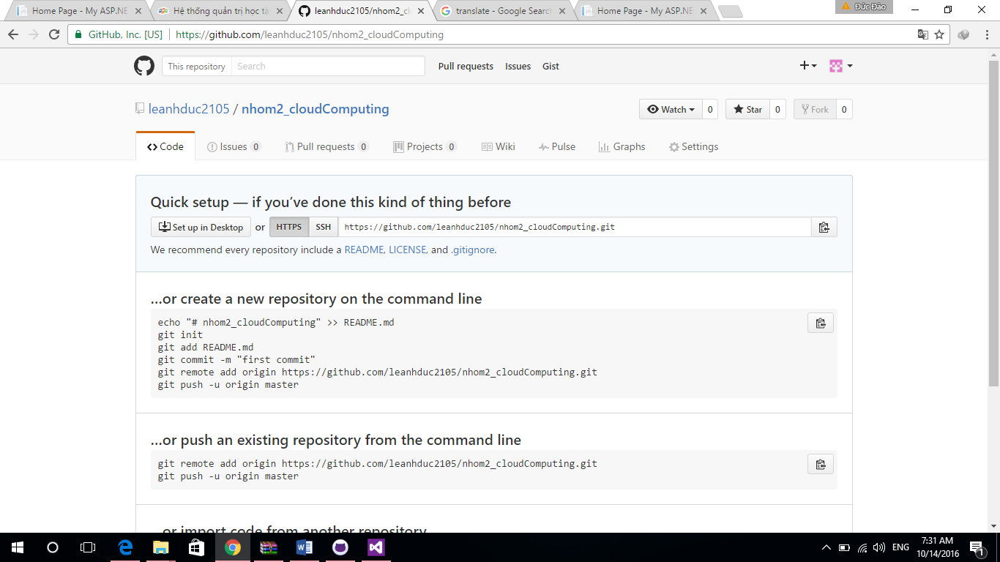 Home Page - My ASP.NE
Hệ thống quản trị học tậ
leanhduc2105/nhom2_cl
translate - Google Search
Home Page - My ASP.NE
Đức Đào
GitHub, Inc. [US] https://github.com/leanhduc2105/nhom2_cloudComputing
This repository Search Pull requests Issues Gist
leanhduc2105 / nhom2_cloudComputing
Watch 0 Star 0 Fork 0
Code Issues 0 Pull requests 0 Projects 0 Wiki Pulse Graphs Settings
Quick setup — if you’ve done this kind of thing before
Set up in Desktop or HTTPS SSH https://github.com/leanhduc2105/nhom2_cloudComputing.git
We recommend every repository include a README, LICENSE, and .gitignore.
…or create a new repository on the command line
echo "# nhom2_cloudComputing" >> README.md
git init
git add README.md
git commit -m "first commit"
git remote add origin https://github.com/leanhduc2105/nhom2_cloudComputing.git
git push -u origin master
…or push an existing repository from the command line
git remote add origin https://github.com/leanhduc2105/nhom2_cloudComputing.git
git push -u origin master
…or import code from another repository
ENG
7:31 AM
10/14/2016
1